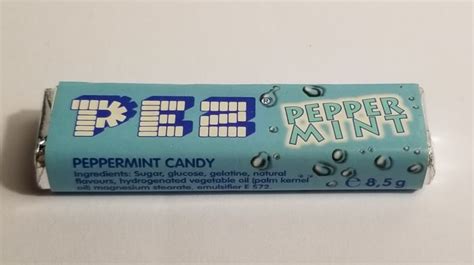 PEZ ®
PEPPER
MINT
PEPPERMINT CANDY
Ingredients: Sugar, glucose, gelatine, natural
flavours, hydrogenated vegetable oil (palm kernel
oil) magnesium stearate, emulsifier E 572
℮ 8,5g